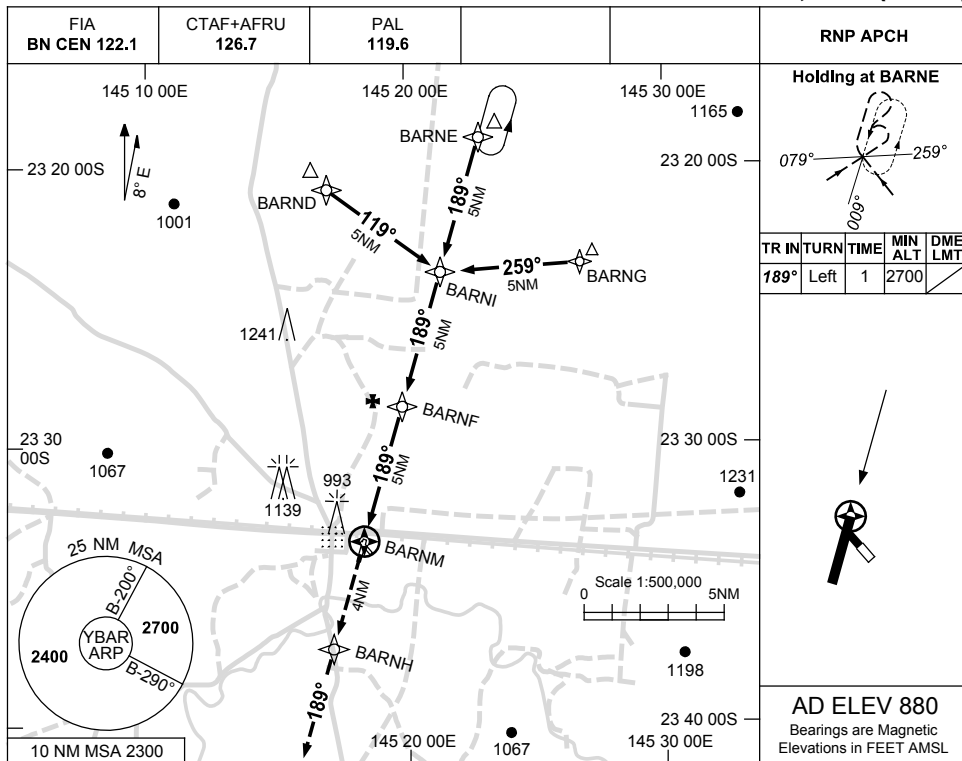 FIA
BN CEN 122.1
CTAF+AFRU
126.7
PAL
119.6
RNP APCH
145 10 00E
145 20 00E
145 30 00E
1165
BARNE
23 20 00S
23 20 00S
8° E
1001
BARND
189°
5NM
119°
5NM
259°
5NM
BARNG
BARNI
1241
189°
5NM
BARNF
23 30
00S
23 30 00S
1067
189°
5NM
993
1139
1231
BARNM
25 NM MSA
B-200°
2700
YBAR
ARP
2400
B-290°
4NM
Scale 1:500,000
0
5NM
BARNH
1198
189°
23 40 00S
1067
10 NM MSA 2300
145 20 00E
145 30 00E
Holding at BARNE
079°
259°
009°
TR IN
TURN
TIME
MIN
ALT
DME
LMT
189°
Left
1
2700
AD ELEV 880
Bearings are Magnetic
Elevations in FEET AMSL